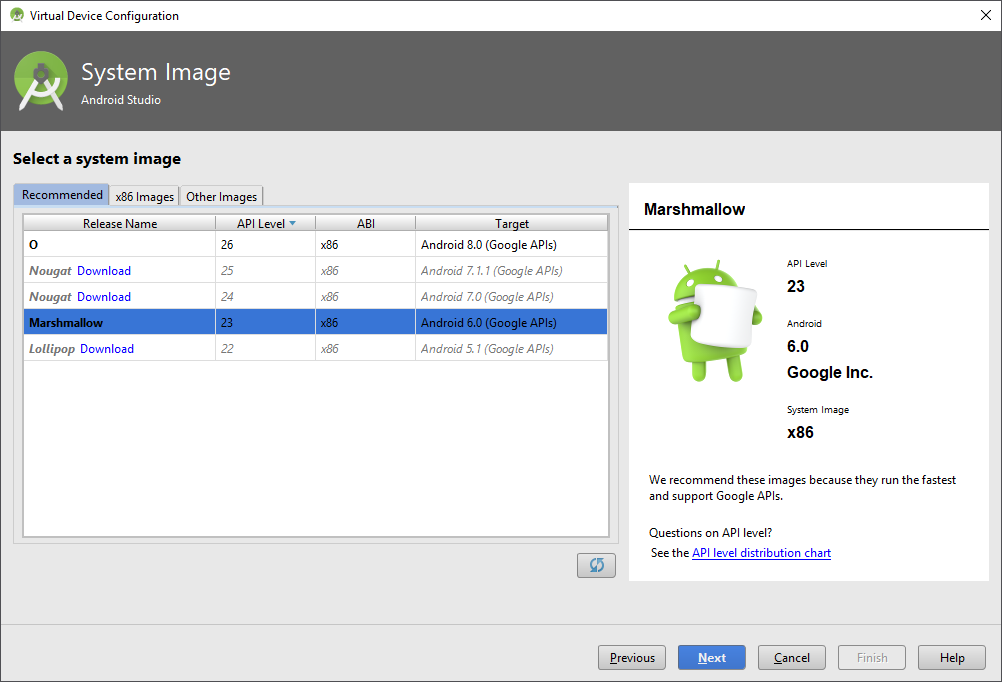 Virtual Device Configuration
System Image
Android Studio
Select a system image
Recommended x86 Images Other Images
Release Name API Level ABI Target
O 26 x86 Android 8.0 (Google APIs)
Nougat Download 25 x86 Android 7.1.1 (Google APIs)
Nougat Download 24 x86 Android 7.0 (Google APIs)
Marshmallow 23 x86 Android 6.0 (Google APIs)
Lollipop Download 22 x86 Android 5.1 (Google APIs)
Marshmallow
API Level
23
Android
6.0
Google Inc.
System Image
x86
We recommend these images because they run the fastest
and support Google APIs.
Questions on API level?
See the API level distribution chart
Previous Next Cancel Finish Help